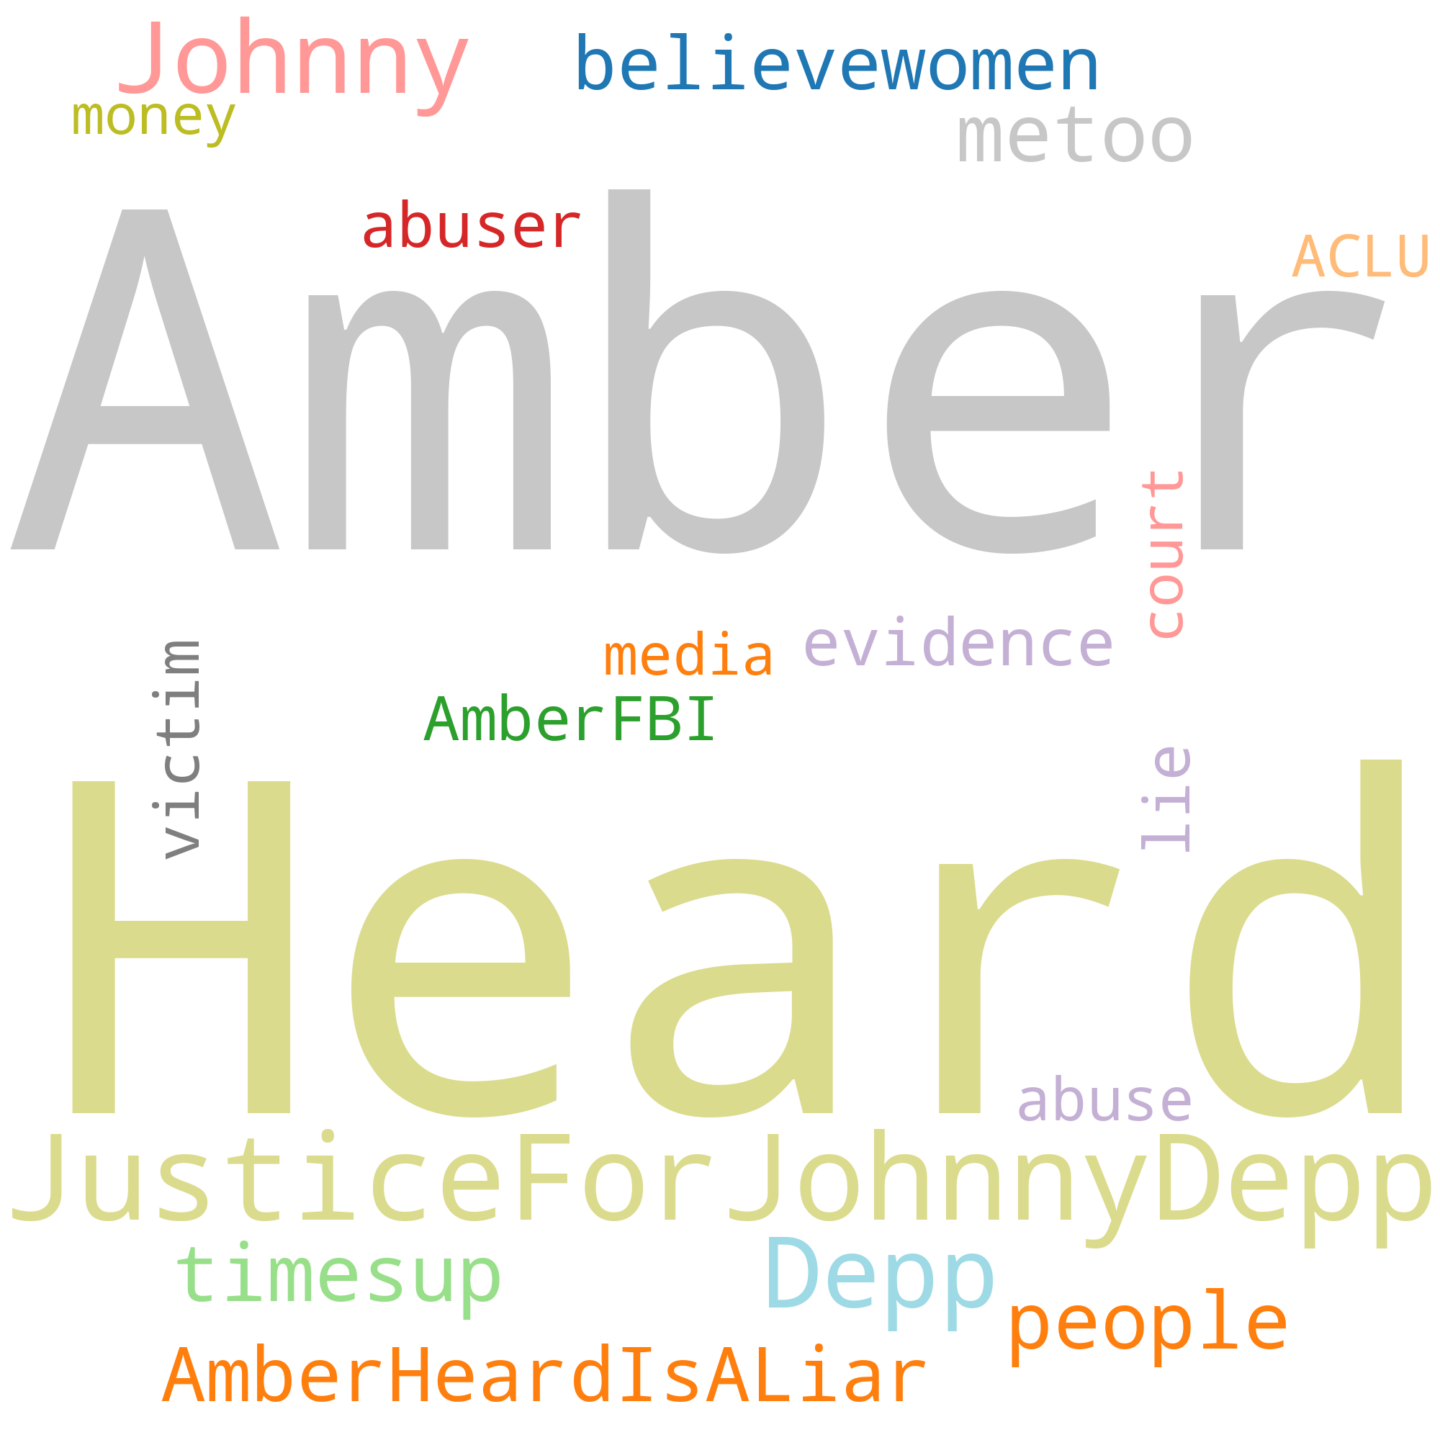 Johnny
believewomen
money
metoo
abuser
ACLU
Amber
court
evidence
media
victim
AmberFBI
lie
Heard
abuse
JusticeForJohnnyDepp
timesup
Depp
people
AmberHeardIsALiar